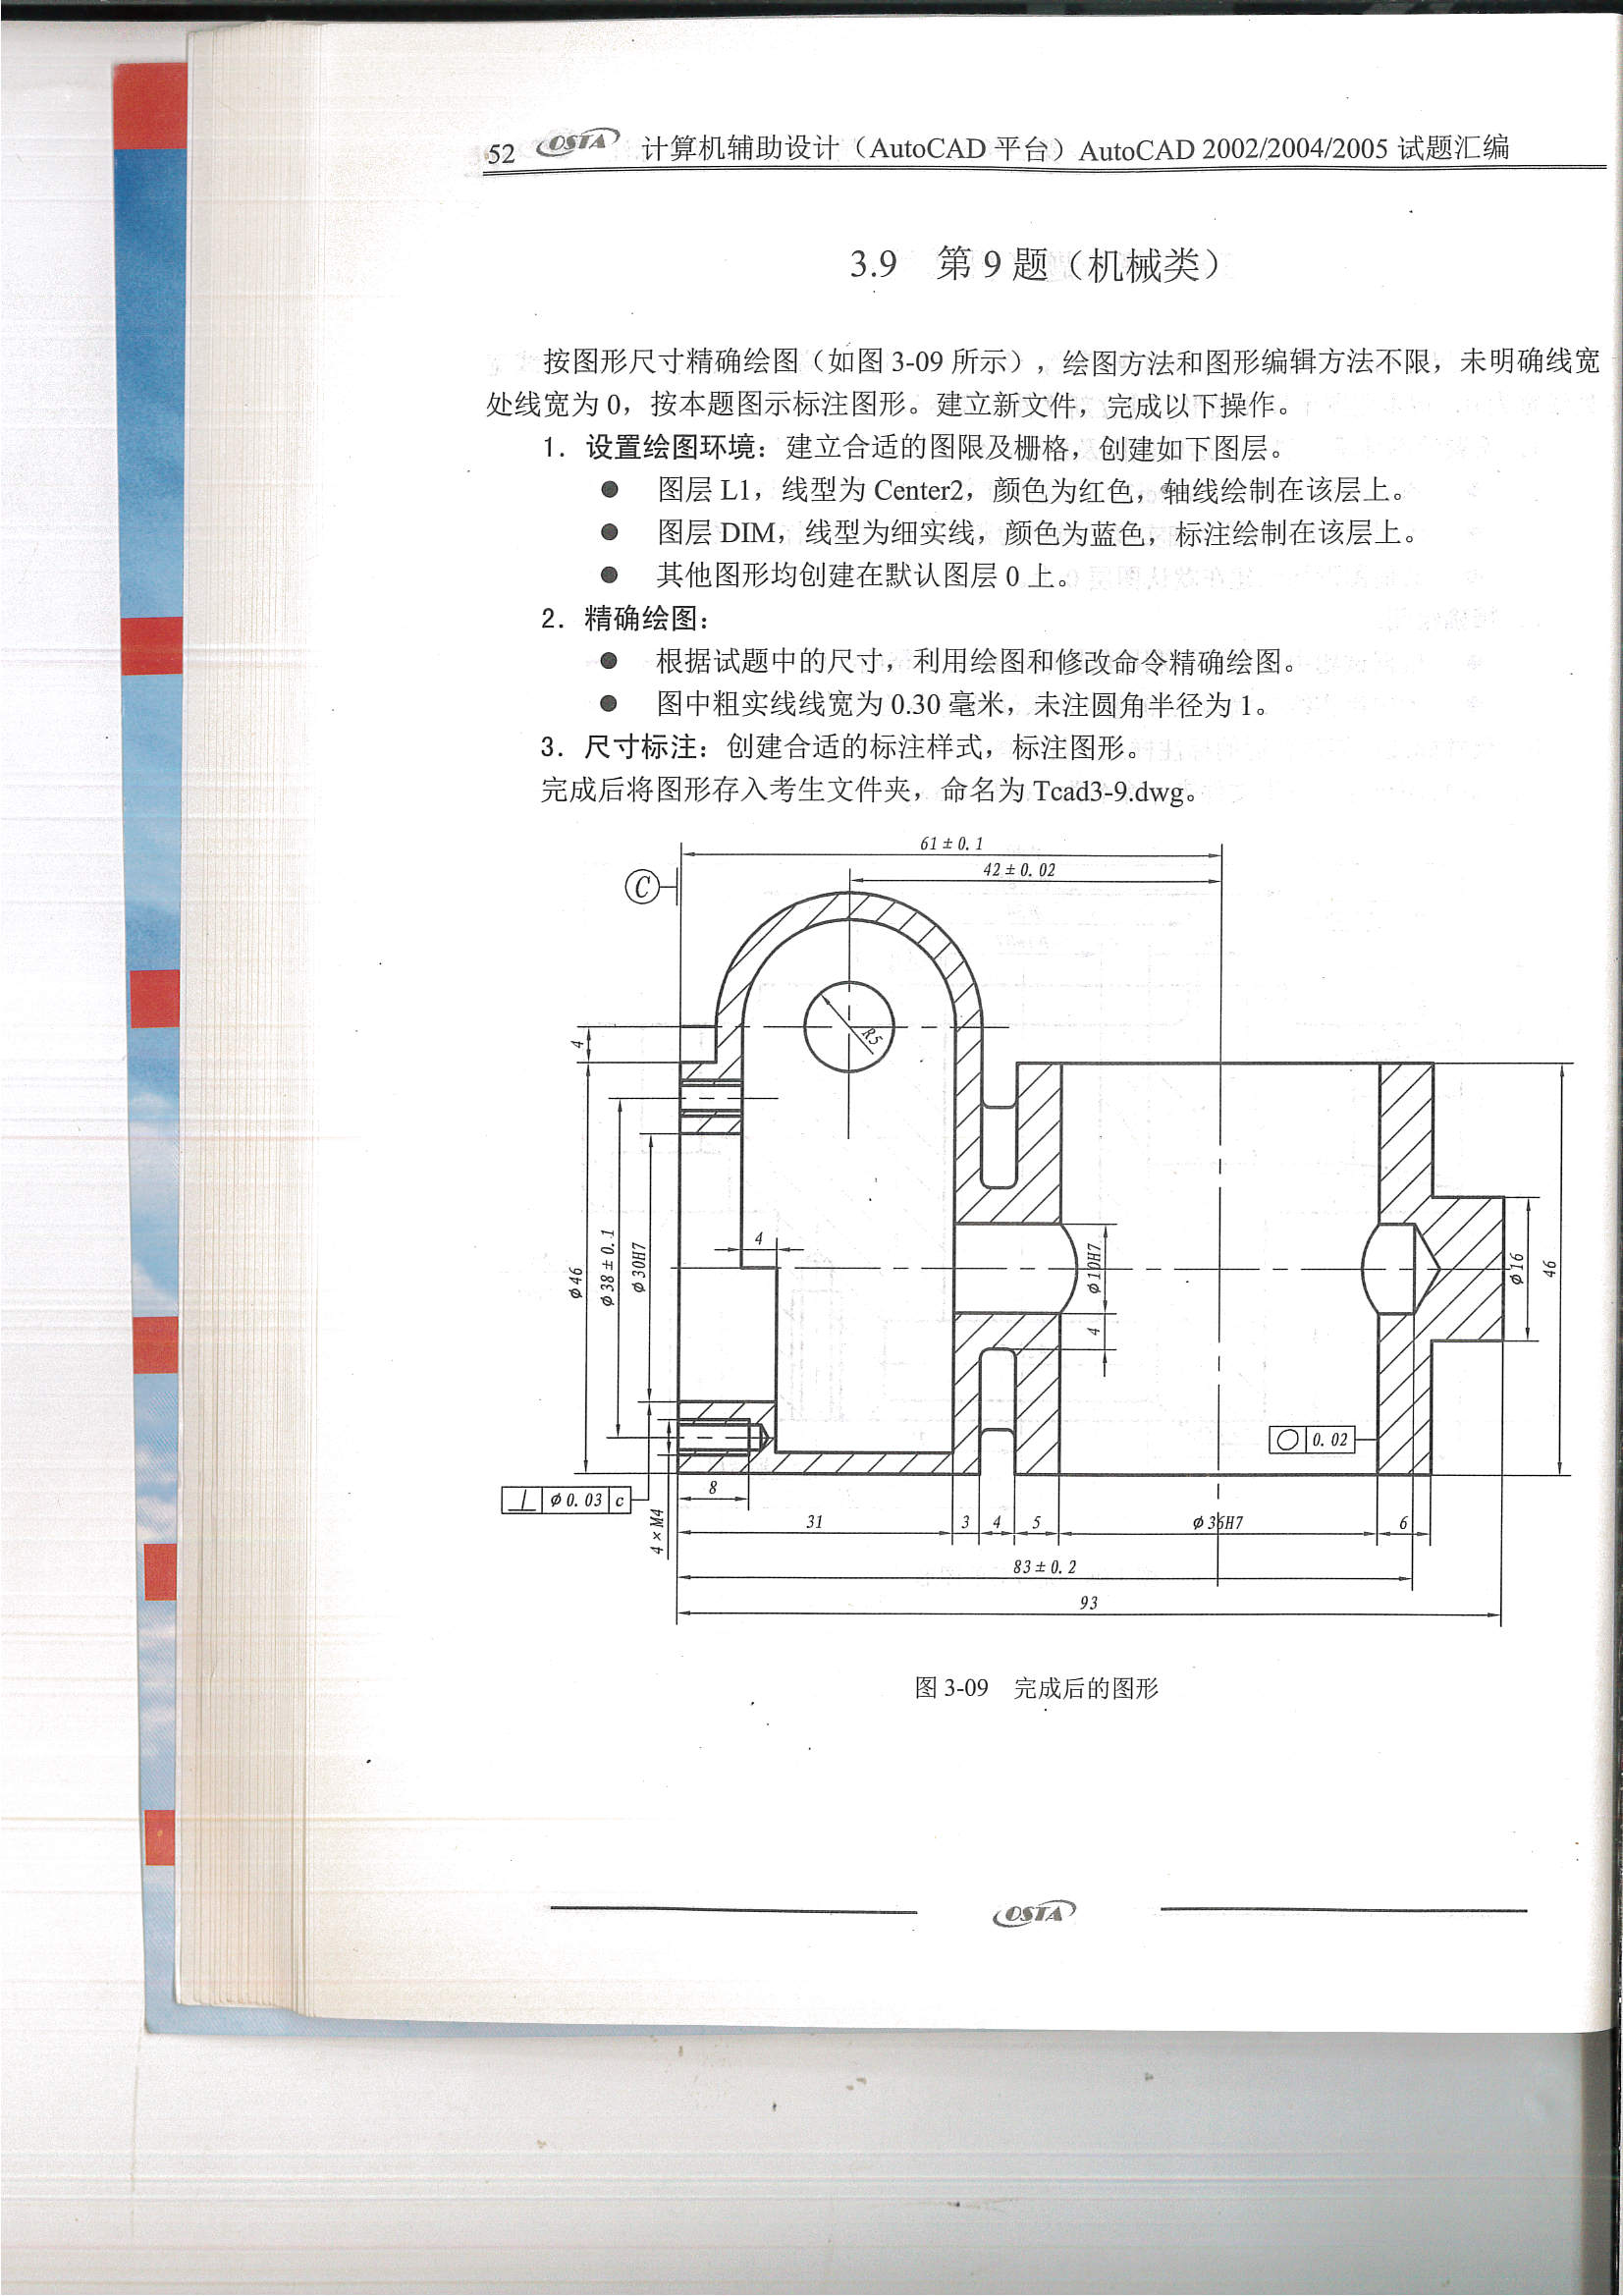 52 OSTA 计算机辅助设计（AutoCAD 平台）AutoCAD 2002/2004/2005 试题汇编
3.9 第 9 题（机械类）
按图形尺寸精确绘图（如图 3-09 所示），绘图方法和图形编辑方法不限，未明确线宽
处线宽为 0，按本题图示标注图形。建立新文件，完成以下操作。
1．设置绘图环境：建立合适的图限及栅格，创建如下图层。
● 图层 L1，线型为 Center2，颜色为红色，轴线绘制在该层上。
● 图层 DIM，线型为细实线，颜色为蓝色，标注绘制在该层上。
● 其他图形均创建在默认图层 0 上。
2．精确绘图：
● 根据试题中的尺寸，利用绘图和修改命令精确绘图。
● 图中粗实线线宽为 0.30 毫米，未注圆角半径为 1。
3．尺寸标注：创建合适的标注样式，标注图形。
完成后将图形存入考生文件夹，命名为 Tcad3-9.dwg。
61±0.1
42±0.02
C
R5
4
4
φ46
φ38±0.1
φ30H7
φ10H7
4
φ16
46
0.02
φ0.03 c
4×M4
8
31
3
4
5
φ36H7
6
83±0.2
93
图 3-09 完成后的图形
OSTA